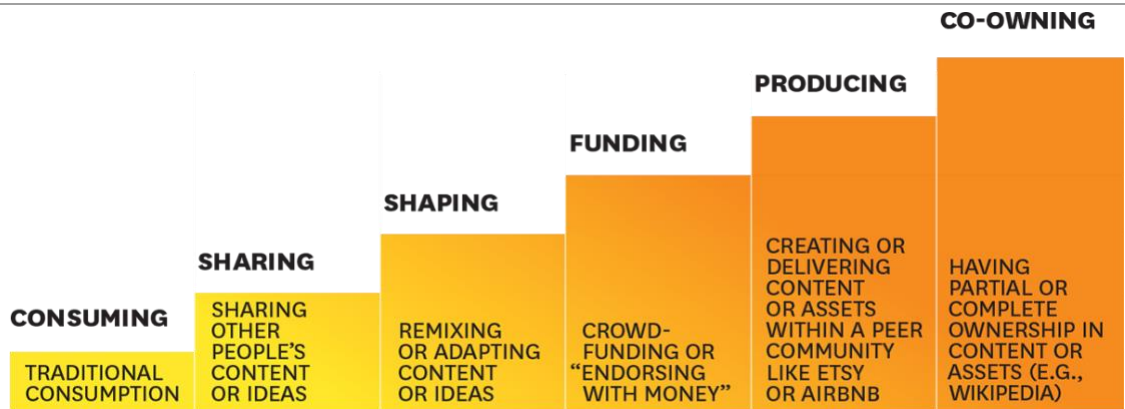 CONSUMING
TRADITIONAL
CONSUMPTION
SHARING
SHARING
OTHER
PEOPLE'S
CONTENT
OR IDEAS
SHAPING
REMIXING
OR ADAPTING
CONTENT
OR IDEAS
FUNDING
CROWD-
FUNDING OR
“ENDORSING
WITH MONEY”
PRODUCING
CREATING OR
DELIVERING
CONTENT
OR ASSETS
WITHIN A PEER
COMMUNITY
LIKE ETSY
OR AIRBNB
CO-OWNING
HAVING
PARTIAL OR
COMPLETE
OWNERSHIP IN
CONTENT OR
ASSETS (E.G.,
WIKIPEDIA)